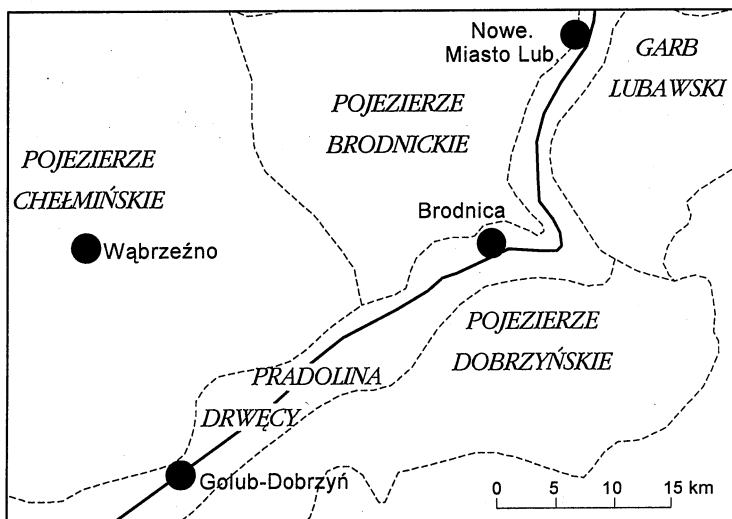 Nowe.
Miasto Lub.
GARB
LUBAWSKI
POJEZIERZE
BRODNICKIE
POJEZIERZE
CHEŁMIŃSKIE
Brodnica
Wąbrzeźno
POJEZIERZE
DOBRZYŃSKIE
PRADOLINA
DRWĘCY
Golub-Dobrzyń
0 5 10 15 km